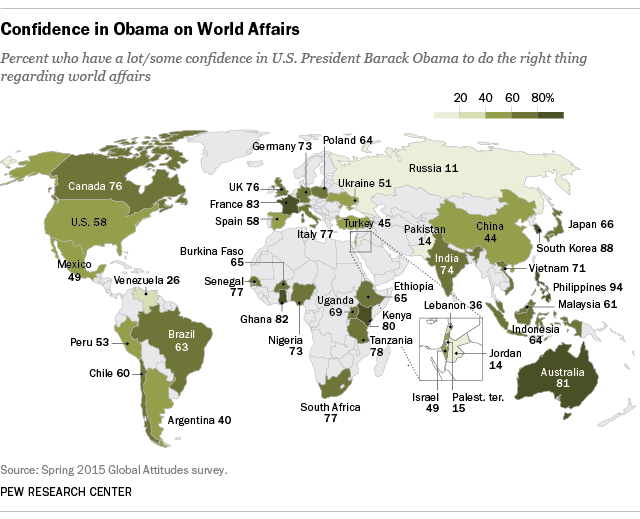 Confidence in Obama on World Affairs
Percent who have a lot/some confidence in U.S. President Barack Obama to do the right thing
regarding world affairs
20 40 60 80%
Germany 73
Poland 64
Russia 11
Canada 76
UK 76
Ukraine 51
France 83
U.S. 58
Spain 58
Turkey 45
Italy 77
Pakistan
14
China
44
Japan 66
South Korea 88
Mexico
49
Burkina Faso
65
India
74
Vietnam 71
Venezuela 26
Senegal
77
Ethiopia
65
Philippines 94
Uganda
69
Lebanon 36
Malaysia 61
Ghana 82
Kenya
80
Indonesia
64
Brazil
63
Peru 53
Nigeria
73
Tanzania
78
Jordan
14
Chile 60
Australia
81
Israel
49
Palest. ter.
15
South Africa
77
Argentina 40
Source: Spring 2015 Global Attitudes survey.
PEW RESEARCH CENTER